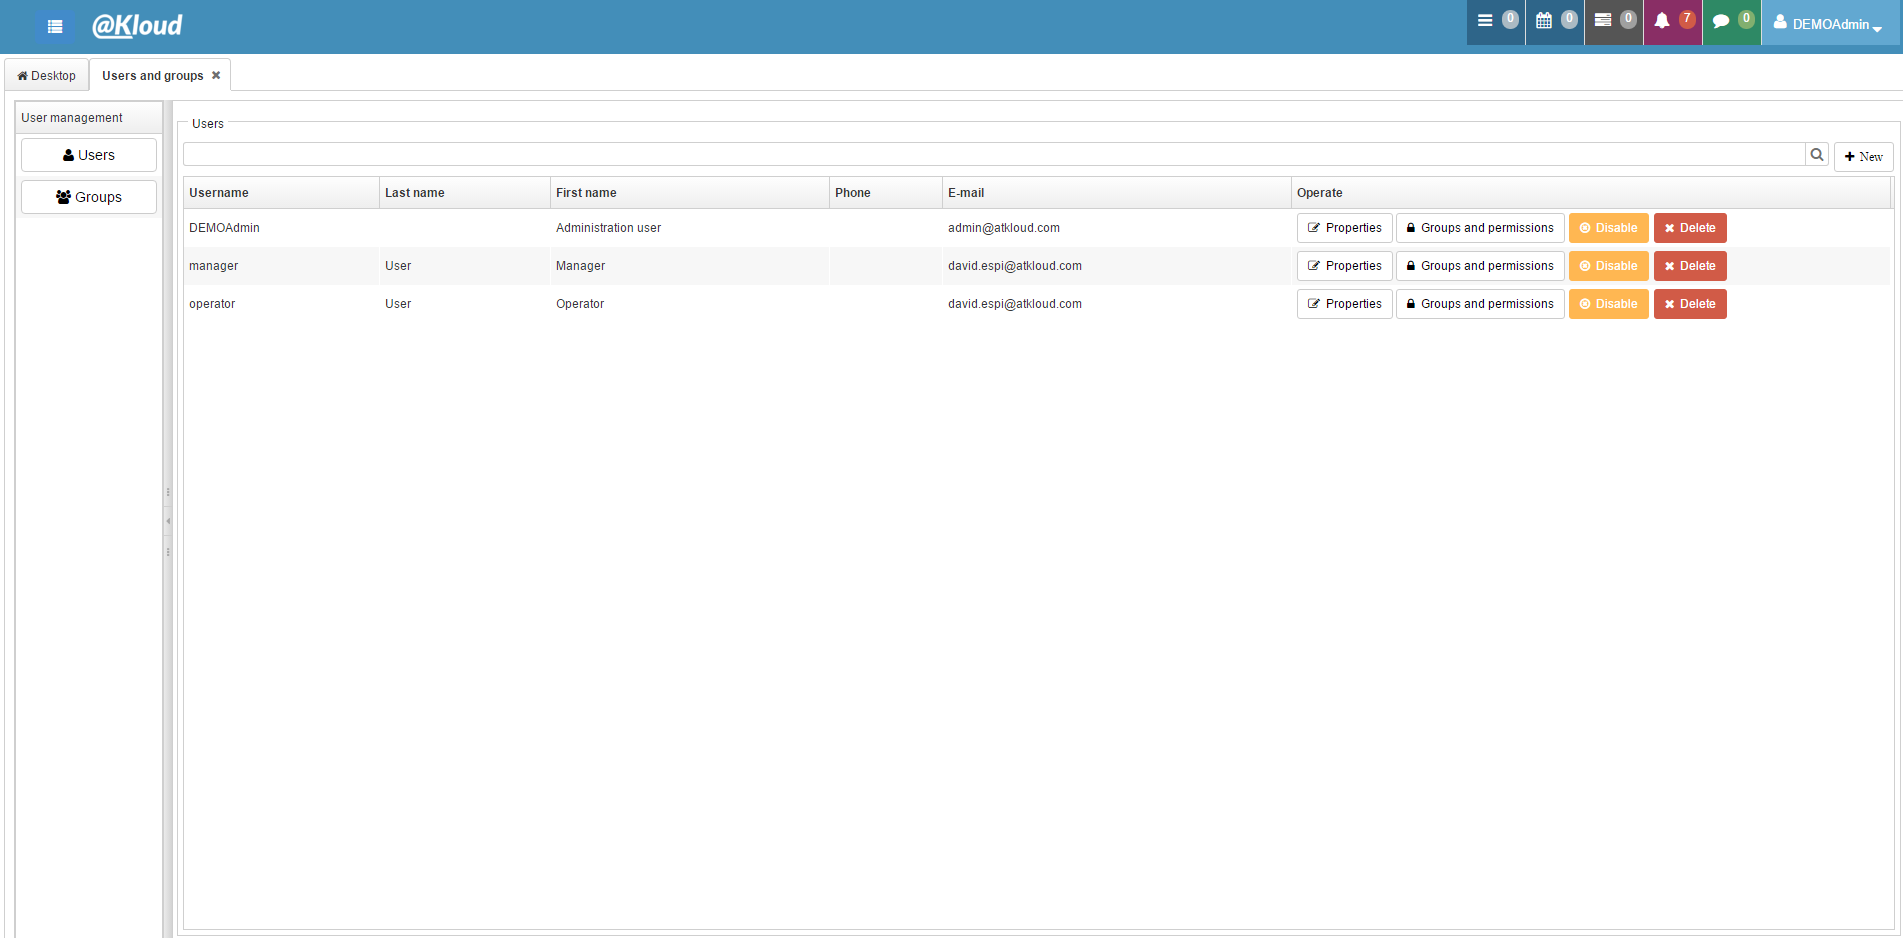 @Kloud 0 0 0 7 0 DEMOAdmin
Desktop Users and groups
User management
Users
Groups
Users
New
Username Last name First name Phone E-mail Operate
DEMOAdmin Administration user admin@atkloud.com Properties Groups and permissions Disable Delete
manager User Manager david.espi@atkloud.com Properties Groups and permissions Disable Delete
operator User Operator david.espi@atkloud.com Properties Groups and permissions Disable Delete